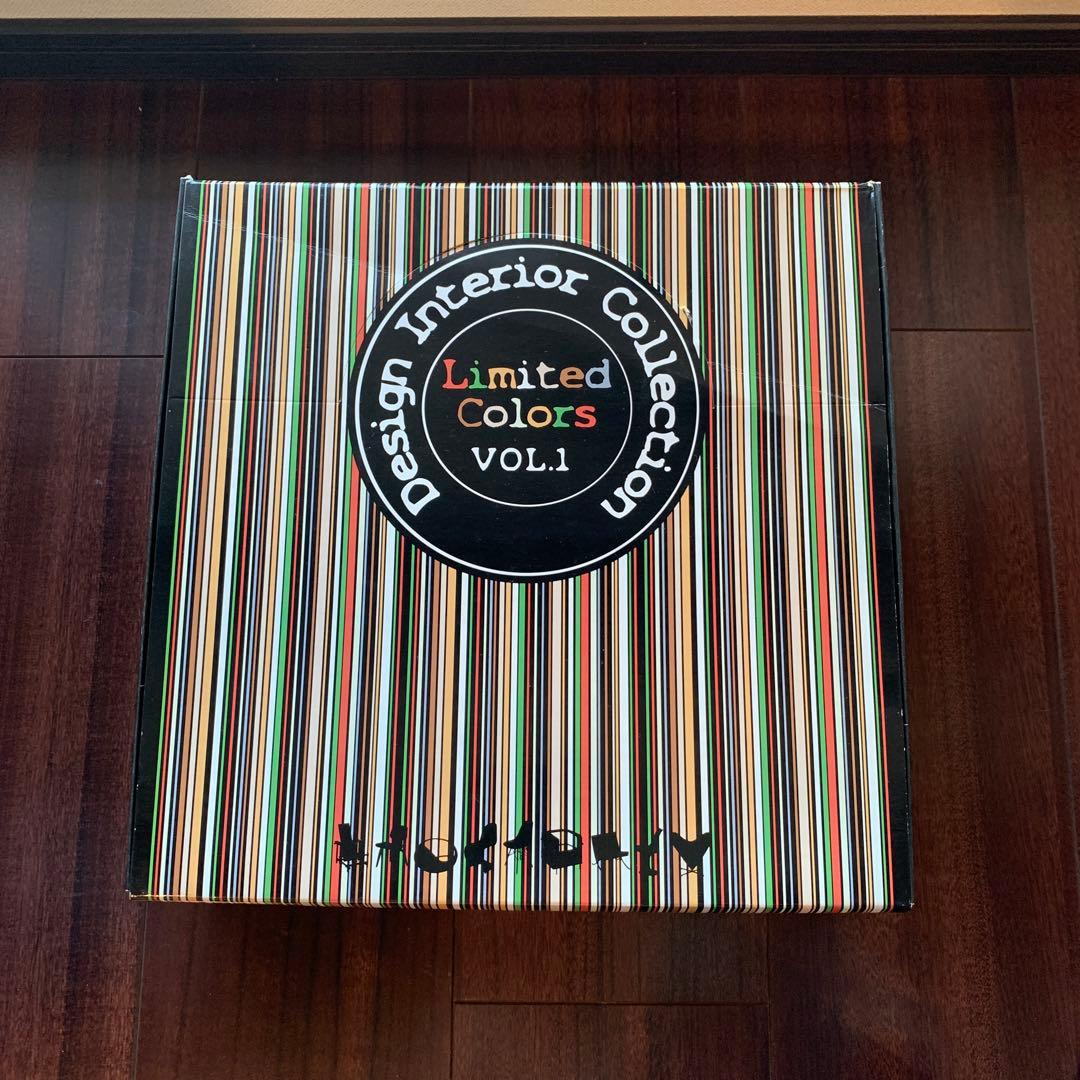 Design Interior Collection
Limited
Colors
VOL.1